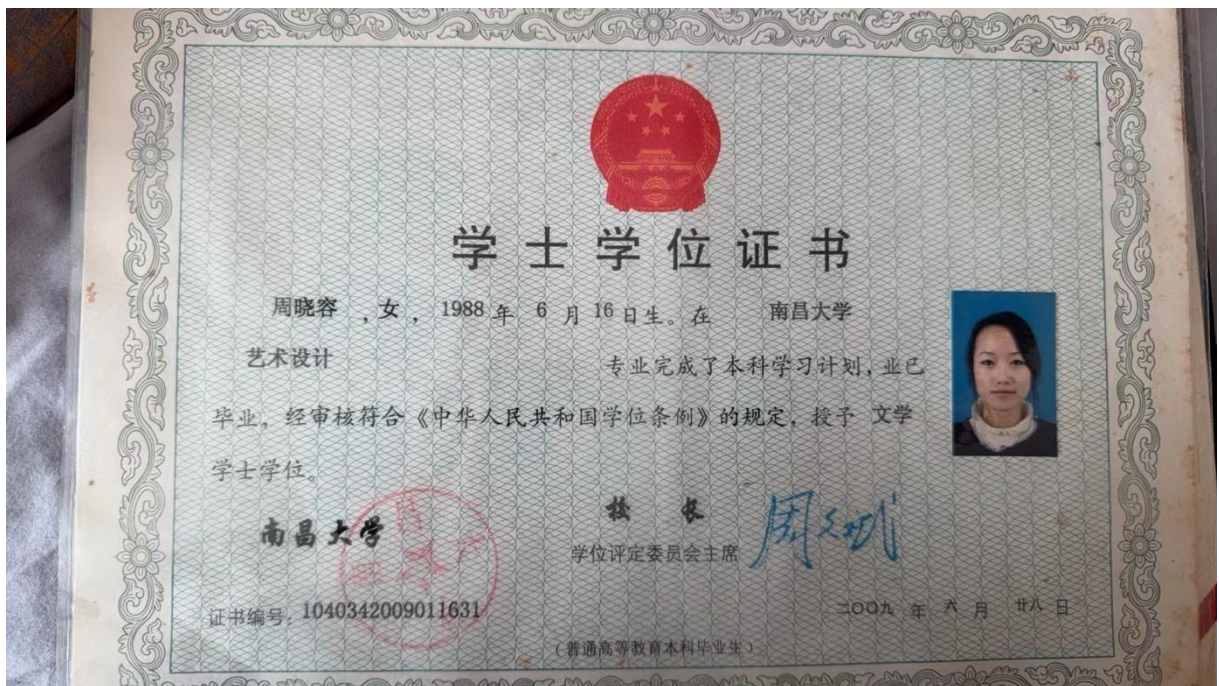 学士学位证书
周晓容，女，1988年6月16日生。在 南昌大学
艺术设计 专业完成了本科学习计划，业已
毕业，经审核符合《中华人民共和国学位条例》的规定，授予 文学
学士学位。
南昌大学
校长
学位评定委员会主席
证书编号：1040342009011631
二〇〇九年六月廿八日
（普通高等教育本科毕业生）